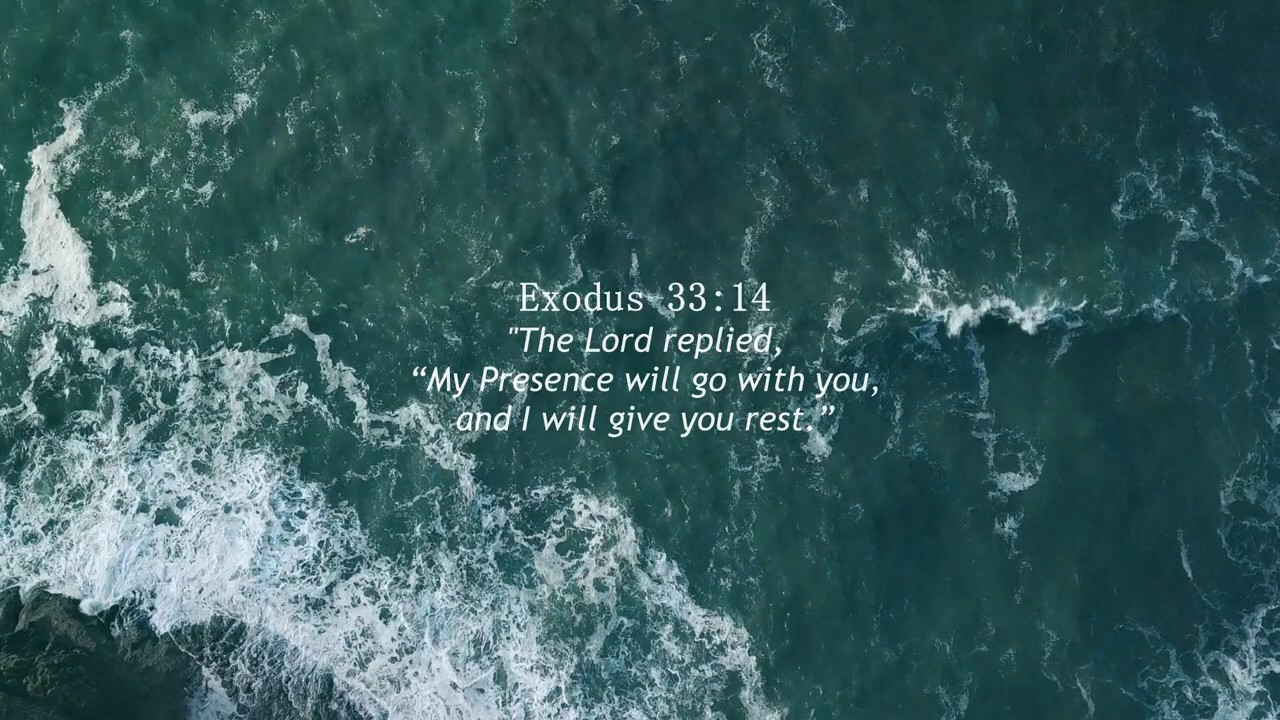 Exodus 33:14
"The Lord replied,
“My Presence will go with you,
and I will give you rest.”